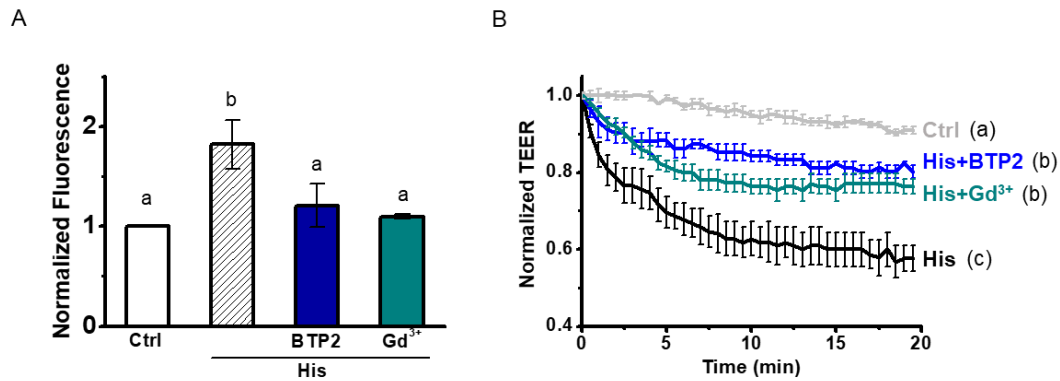 A
Normalized Fluorescence
2
1
0
b
a
a
a
Ctrl
BTP2
Gd³⁺
His
B
Normalized TEER
1.0
0.8
0.6
0.4
Ctrl (a)
His+BTP2 (b)
His+Gd³⁺ (b)
His (c)
0 5 10 15 20
Time (min)